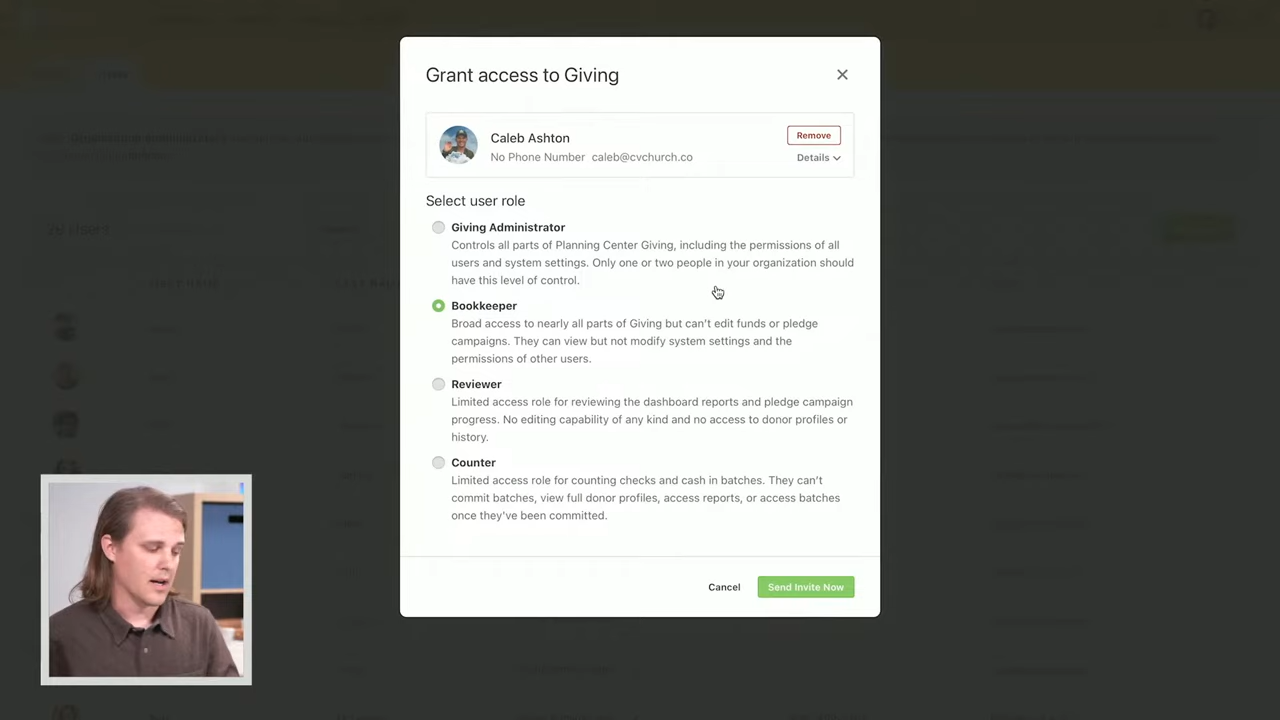 Grant access to Giving
Caleb Ashton
Remove
No Phone Number caleb@cvchurch.co
Details
Select user role
Giving Administrator
Controls all parts of Planning Center Giving, including the permissions of all
users and system settings. Only one or two people in your organization should
have this level of control.
Bookkeeper
Broad access to nearly all parts of Giving but can't edit funds or pledge
campaigns. They can view but not modify system settings and the
permissions of other users.
Reviewer
Limited access role for reviewing the dashboard reports and pledge campaign
progress. No editing capability of any kind and no access to donor profiles or
history.
Counter
Limited access role for counting checks and cash in batches. They can't
commit batches, view full donor profiles, access reports, or access batches
once they've been committed.
Cancel
Send Invite Now